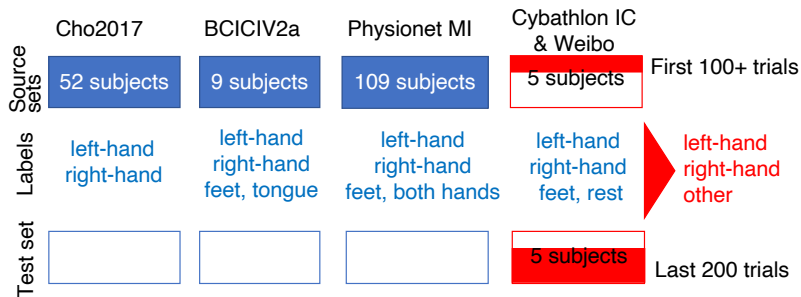 Cho2017
BCICIV2a
Physionet MI
Cybathlon IC
& Weibo
Source
sets
52 subjects
9 subjects
109 subjects
5 subjects
First 100+ trials
Labels
left-hand
right-hand
left-hand
right-hand
feet, tongue
left-hand
right-hand
feet, both hands
left-hand
right-hand
feet, rest
left-hand
right-hand
other
Test set
5 subjects
Last 200 trials